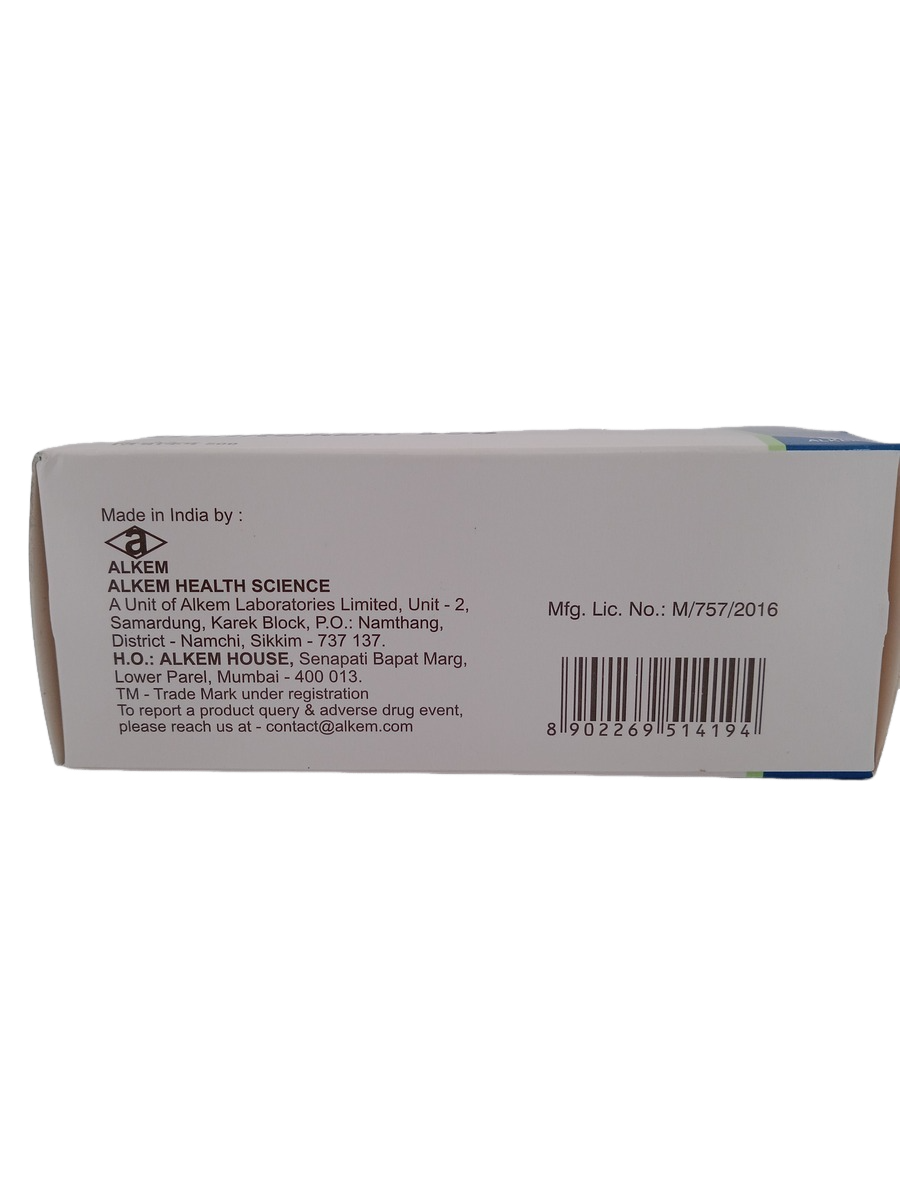 Made in India by :
a
ALKEM
ALKEM HEALTH SCIENCE
A Unit of Alkem Laboratories Limited, Unit - 2,
Samardung, Karek Block, P.O.: Namthang,
District - Namchi, Sikkim - 737 137.
H.O.: ALKEM HOUSE, Senapati Bapat Marg,
Lower Parel, Mumbai - 400 013.
TM - Trade Mark under registration
To report a product query & adverse drug event,
please reach us at - contact@alkem.com
Mfg. Lic. No.: M/757/2016
8 902269 514194